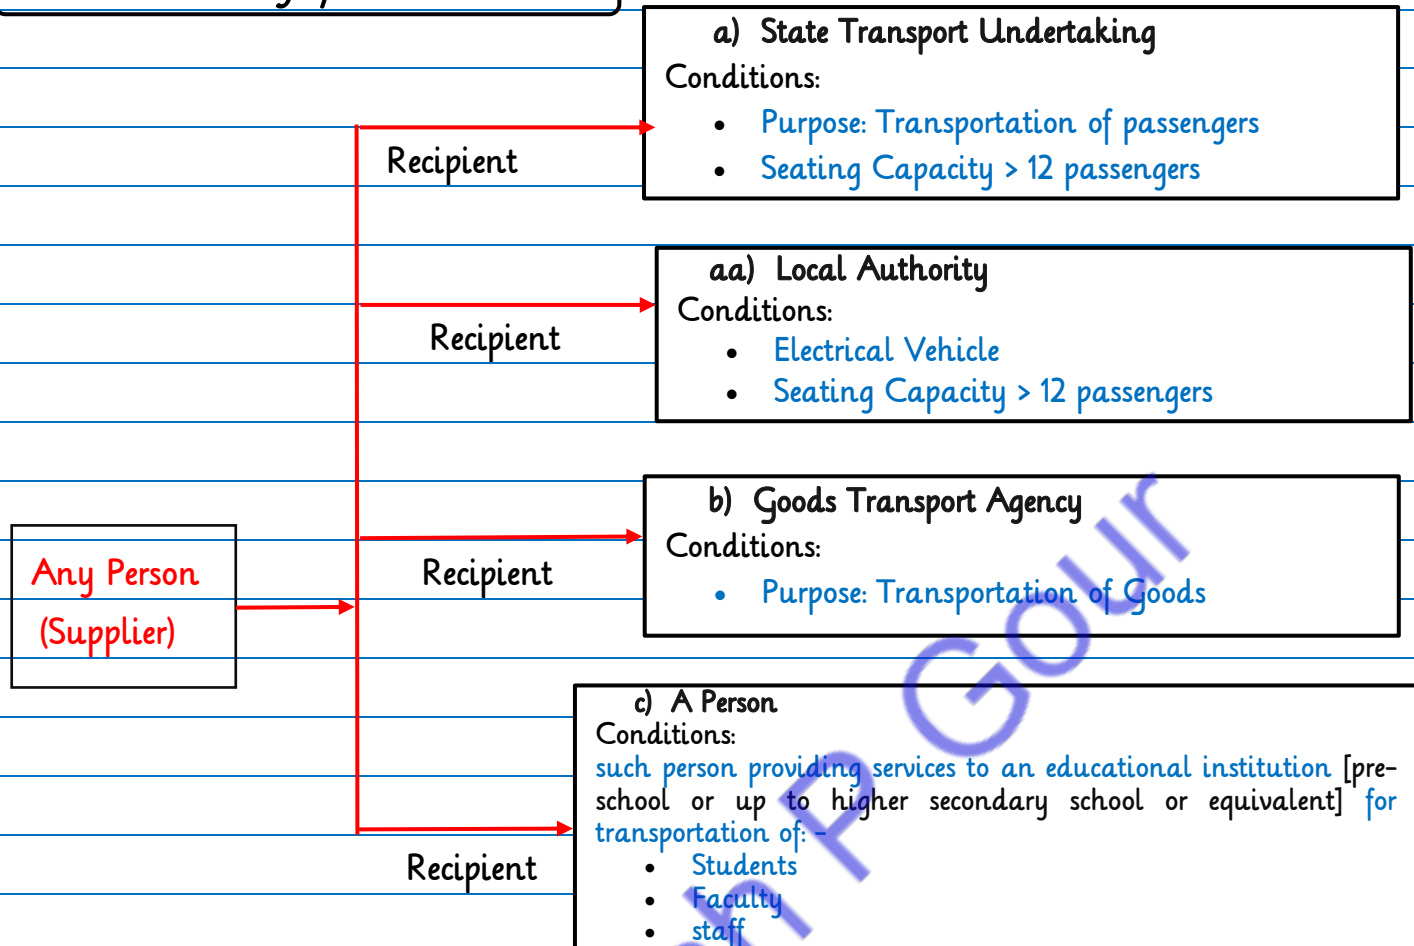 a) State Transport Undertaking
Conditions:
• Purpose: Transportation of passengers
• Seating Capacity > 12 passengers
Recipient
aa) Local Authority
Conditions:
• Electrical Vehicle
• Seating Capacity > 12 passengers
Recipient
b) Goods Transport Agency
Conditions:
• Purpose: Transportation of Goods
Recipient
Any Person
(Supplier)
c) A Person
Conditions:
such person providing services to an educational institution [pre-
school or up to higher secondary school or equivalent] for
transportation of: -
• Students
• Faculty
• staff
Recipient
P Gour